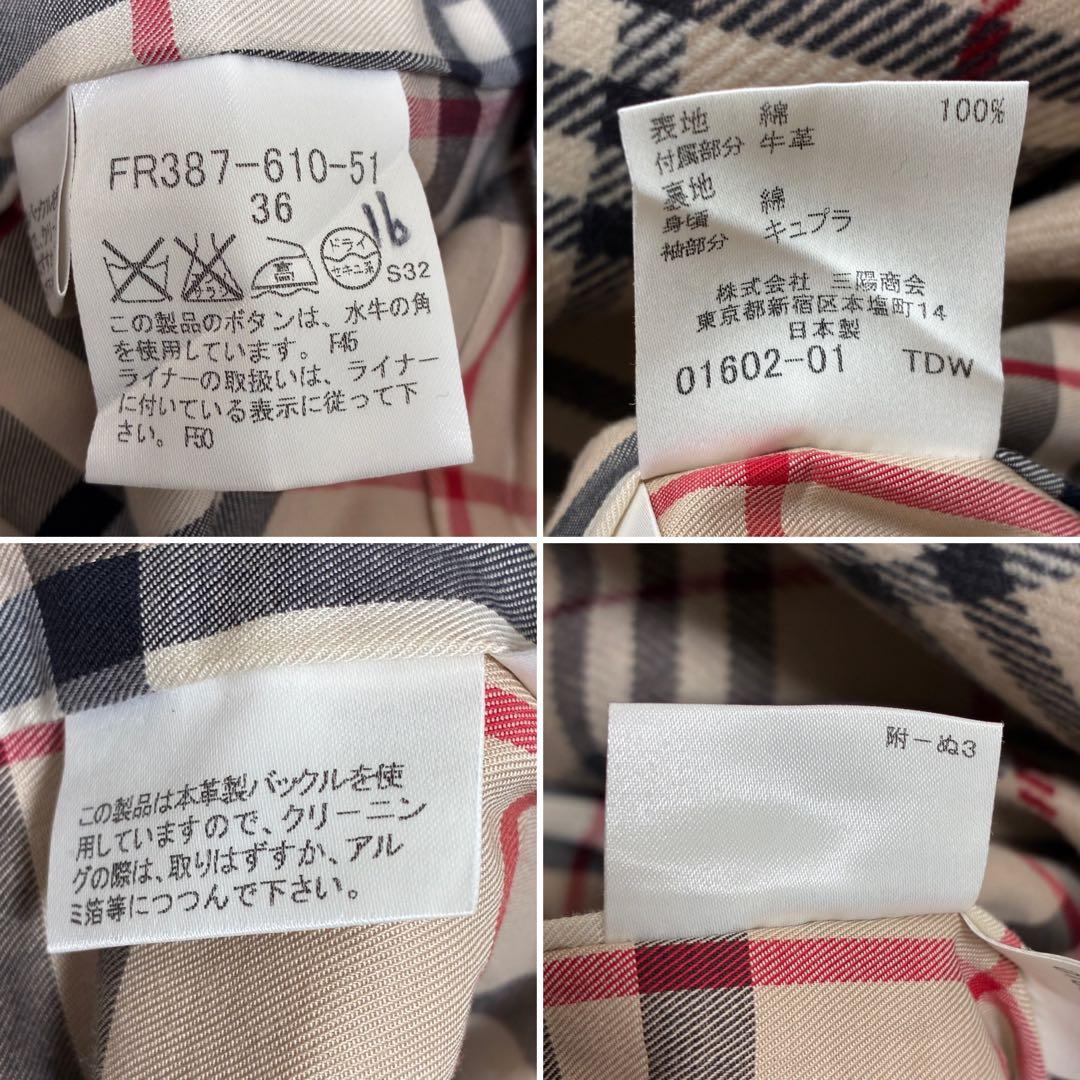 FR387-610-51
36
16
エンソ
サラシ
高
ドライ
セキユ系
S32
この製品のボタンは、水牛の角
を使用しています。 F45
ライナーの取扱いは、ライナー
に付いている表示に従って下
さい。 F50
表地 綿 100%
付属部分 牛革
裏地
身頃 綿
袖部分 キュプラ
株式会社 三陽商会
東京都新宿区本塩町14
日本製
01602-01 TDW
この製品は本革製バックルを使
用していますので、クリーニン
グの際は、取りはずすか、アル
ミ箔等につつんで下さい。
附-ぬ3